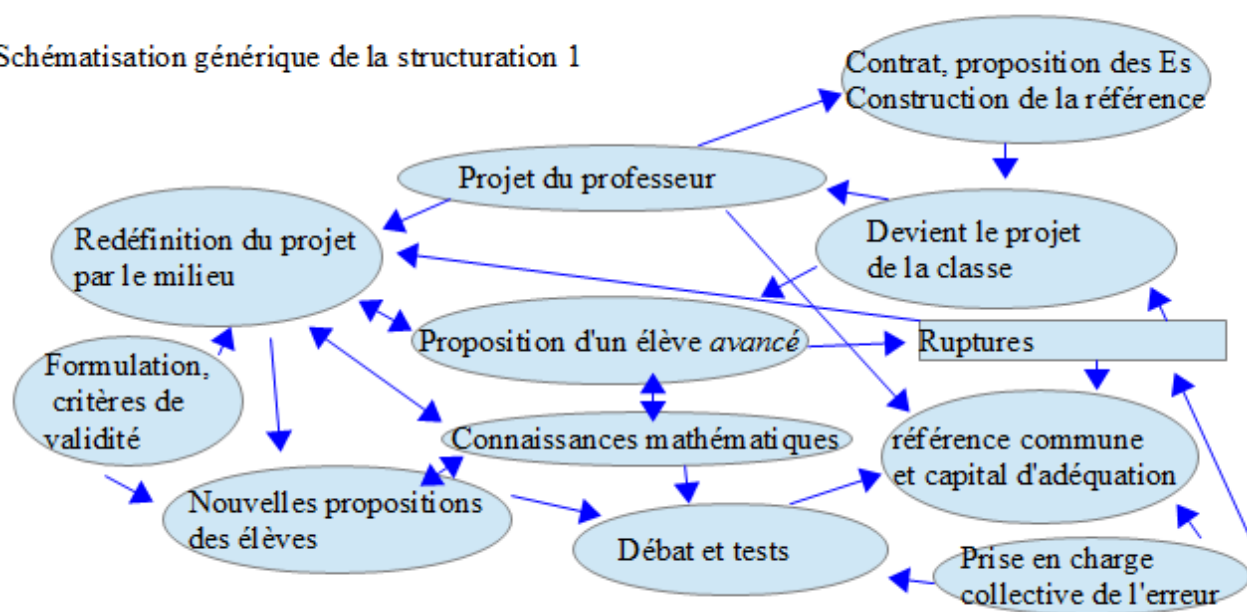 Schématisation générique de la structuration 1
Contrat, proposition des Es
Construction de la référence
Projet du professeur
Redéfinition du projet
par le milieu
Devient le projet
de la classe
Proposition d'un élève avancé
Ruptures
Formulation,
critères de
validité
Connaissances mathématiques
référence commune
et capital d'adéquation
Nouvelles propositions
des élèves
Débat et tests
Prise en charge
collective de l'erreur